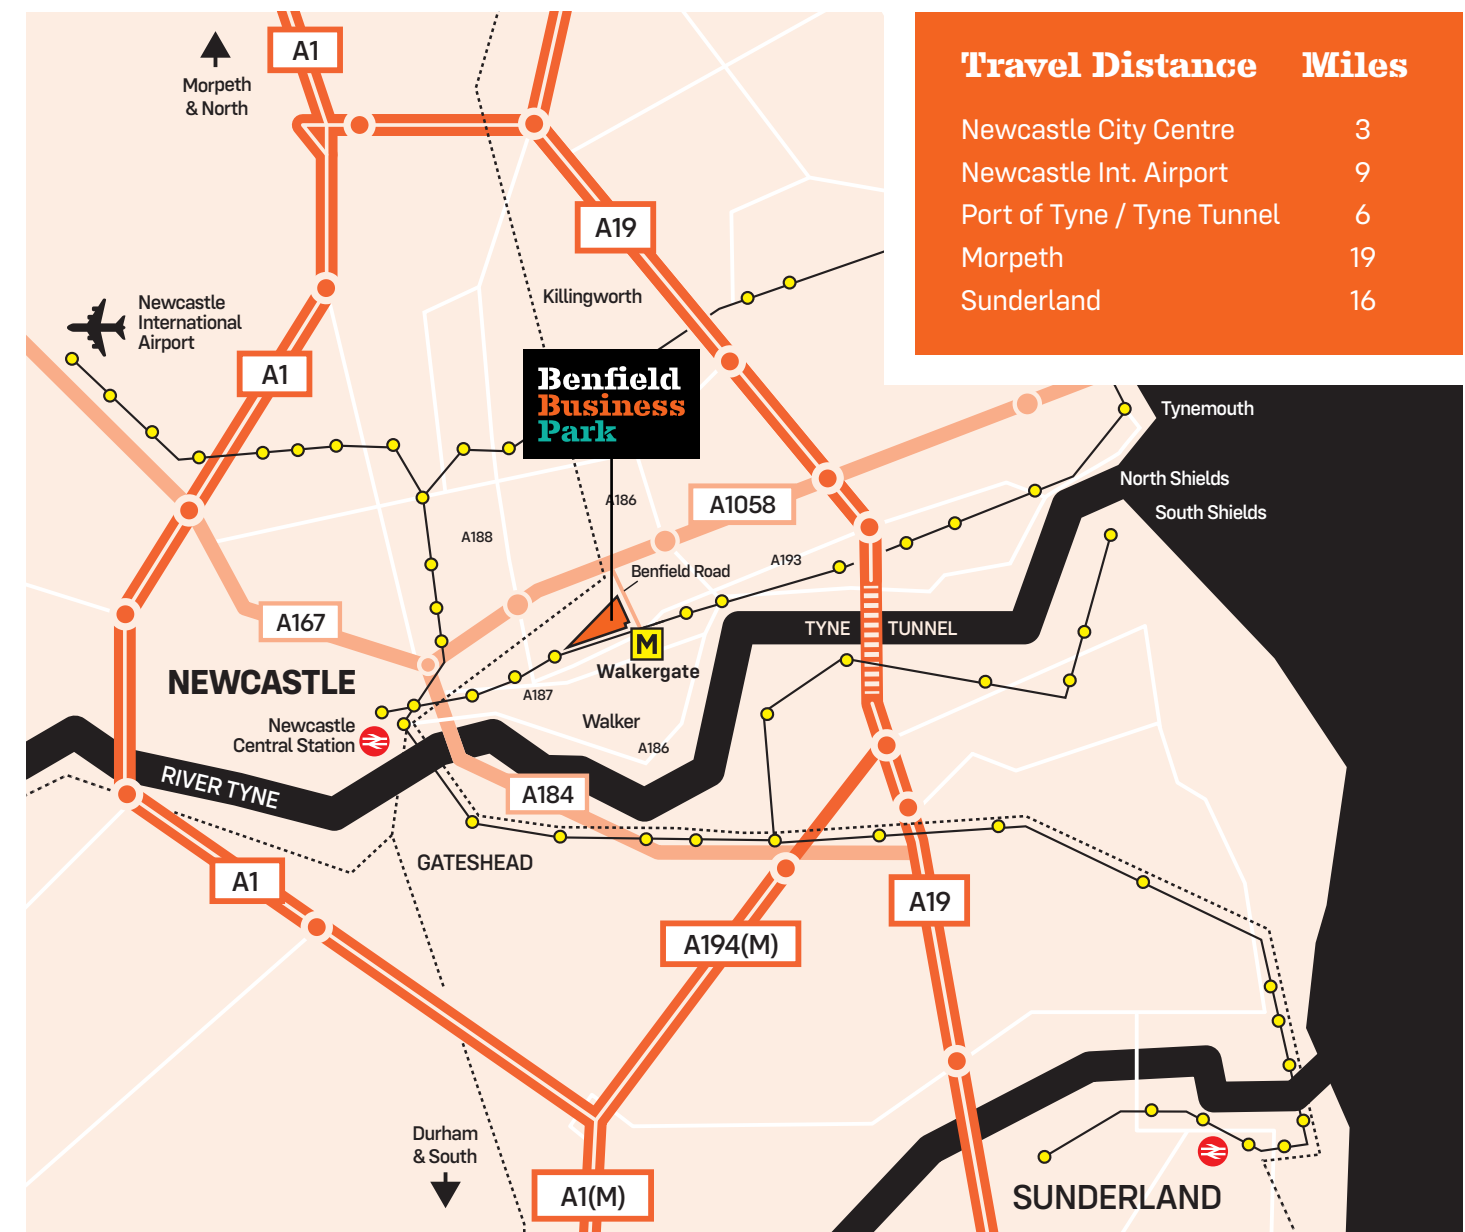 A1
Morpeth
& North
Travel Distance Miles
Newcastle City Centre 3
Newcastle Int. Airport 9
Port of Tyne / Tyne Tunnel 6
Morpeth 19
Sunderland 16
A19
Killingworth
Newcastle
International
Airport
A1
Benfield
Business
Park
Tynemouth
North Shields
South Shields
A186
A1058
A188
A193
Benfield Road
A167
TYNE TUNNEL
M
Walkergate
NEWCASTLE
A187
Newcastle
Central Station
Walker
A186
RIVER TYNE
A184
GATESHEAD
A1
A19
A194(M)
Durham
& South
A1(M)
SUNDERLAND